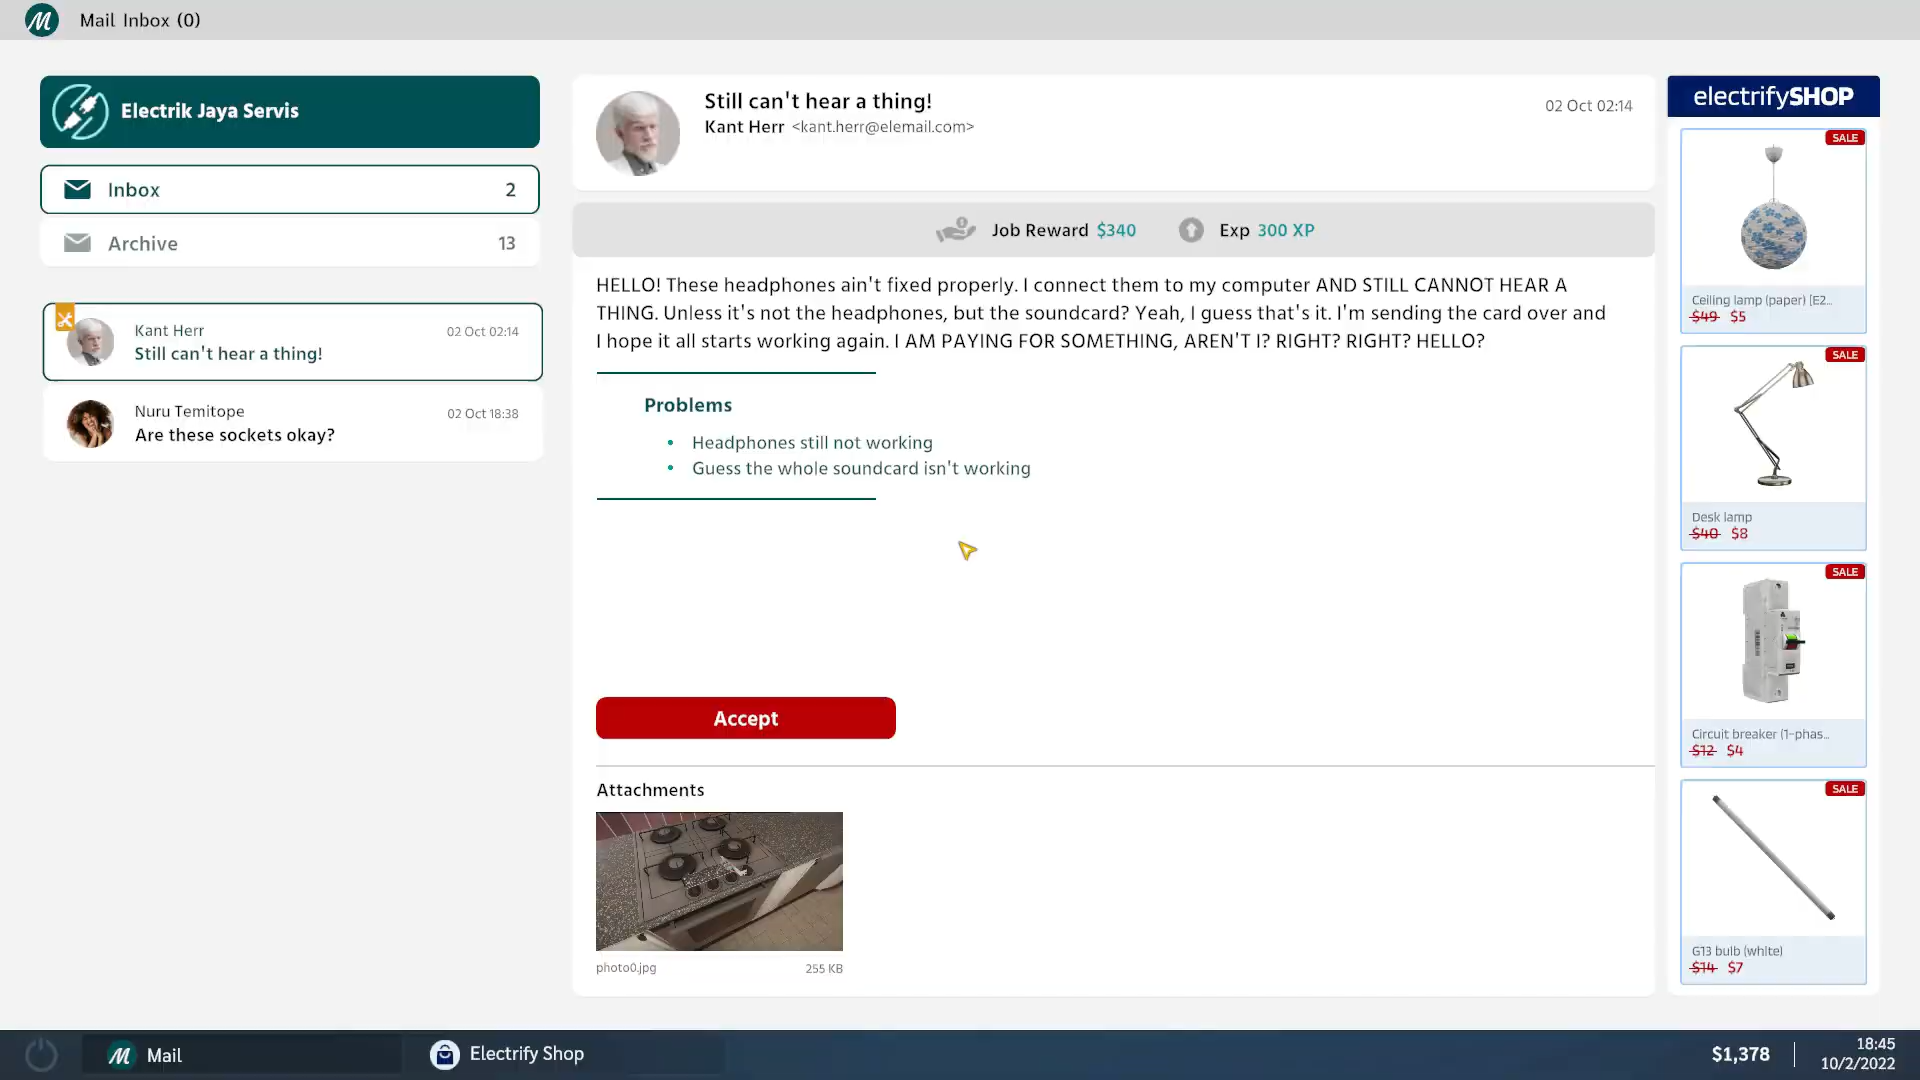 Mail Inbox (0)
Electrik Jaya Servis
Inbox 2
Archive 13
Kant Herr 02 Oct 02:14
Still can't hear a thing!
Nuru Temitope 02 Oct 18:38
Are these sockets okay?
Still can't hear a thing!
Kant Herr <kant.herr@elemail.com>
02 Oct 02:14
Job Reward $340 Exp 300 XP
HELLO! These headphones ain't fixed properly. I connect them to my computer AND STILL CANNOT HEAR A
THING. Unless it's not the headphones, but the soundcard? Yeah, I guess that's it. I'm sending the card over and
I hope it all starts working again. I AM PAYING FOR SOMETHING, AREN'T I? RIGHT? RIGHT? HELLO?
Problems
• Headphones still not working
• Guess the whole soundcard isn't working
Accept
Attachments
photo0.jpg 255 KB
electrifySHOP
SALE
Ceiling lamp (paper) [E2...
$49 $5
SALE
Desk lamp
$40 $8
SALE
Circuit breaker (1-phas...
$12 $4
SALE
G13 bulb (white)
$14 $7
Mail
Electrify Shop
$1,378
18:45
10/2/2022